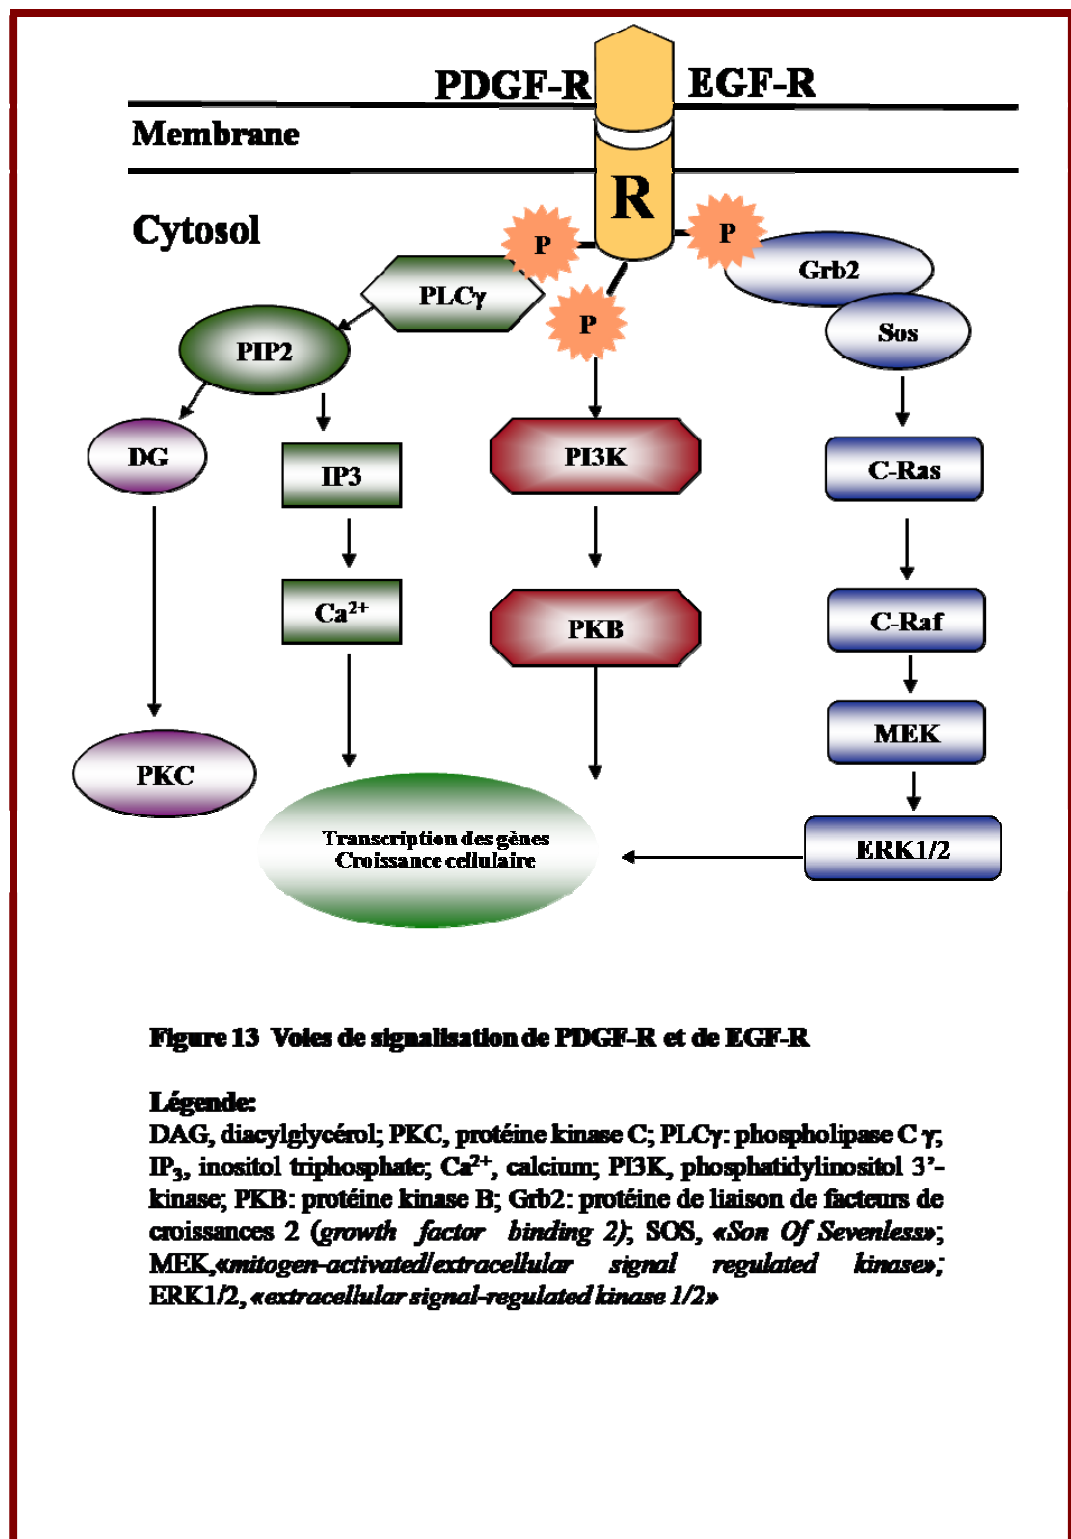 PDGF-R
EGF-R
Membrane
R
Cytosol
P
P
P
Grb2
PLCγ
Sos
PIP2
DG
IP3
PI3K
C-Ras
Ca²⁺
PKB
C-Raf
MEK
PKC
Transcription des gènes
Croissance cellulaire
ERK1/2
Figure 13 Voies de signalisation de PDGF-R et de EGF-R
Légende:
DAG, diacylglycérol; PKC, protéine kinase C; PLCγ: phospholipase C γ;
IP₃, inositol triphosphate; Ca²⁺, calcium; PI3K, phosphatidylinositol 3’-
kinase; PKB: protéine kinase B; Grb2: protéine de liaison de facteurs de
croissances 2 (growth factor binding 2); SOS, «Son Of Sevenless»;
MEK,«mitogen-activated/extracellular signal regulated kinase»;
ERK1/2, «extracellular signal-regulated kinase 1/2»